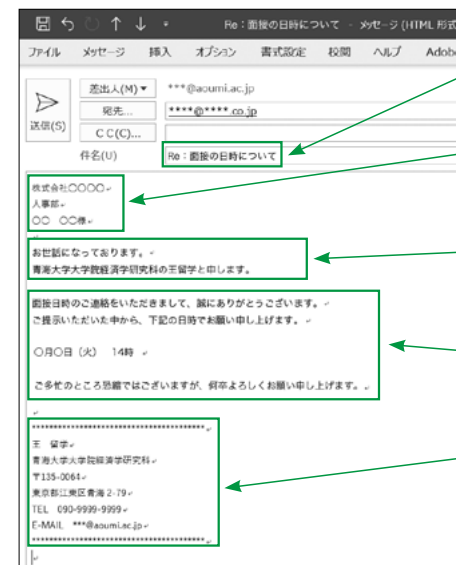 Re：面接の日時について - メッセージ (HTML 形式
ファイル メッセージ 挿入 オプション 書式設定 校閲 ヘルプ Adob
送信(S)
差出人(M) ***@aoumi.ac.jp
宛先... ****@****.co.jp
C C(C)...
件名(U) Re：面接の日時について
株式会社〇〇〇〇
人事部
〇〇 〇〇様
お世話になっております。
青海大学大学院経済学研究科の王留学と申します。
面接日時のご連絡をいただきまして、誠にありがとうございます。
ご提示いただいた中から、下記の日時でお願い申し上げます。
〇月〇日（火） 14時
ご多忙のところ恐縮ではございますが、何卒よろしくお願い申し上げます。
******************************************
王 留学
青海大学大学院経済学研究科
〒135-0064
東京都江東区青海 2-79
TEL 090-9999-9999
E-MAIL ***@aoumi.ac.jp
******************************************